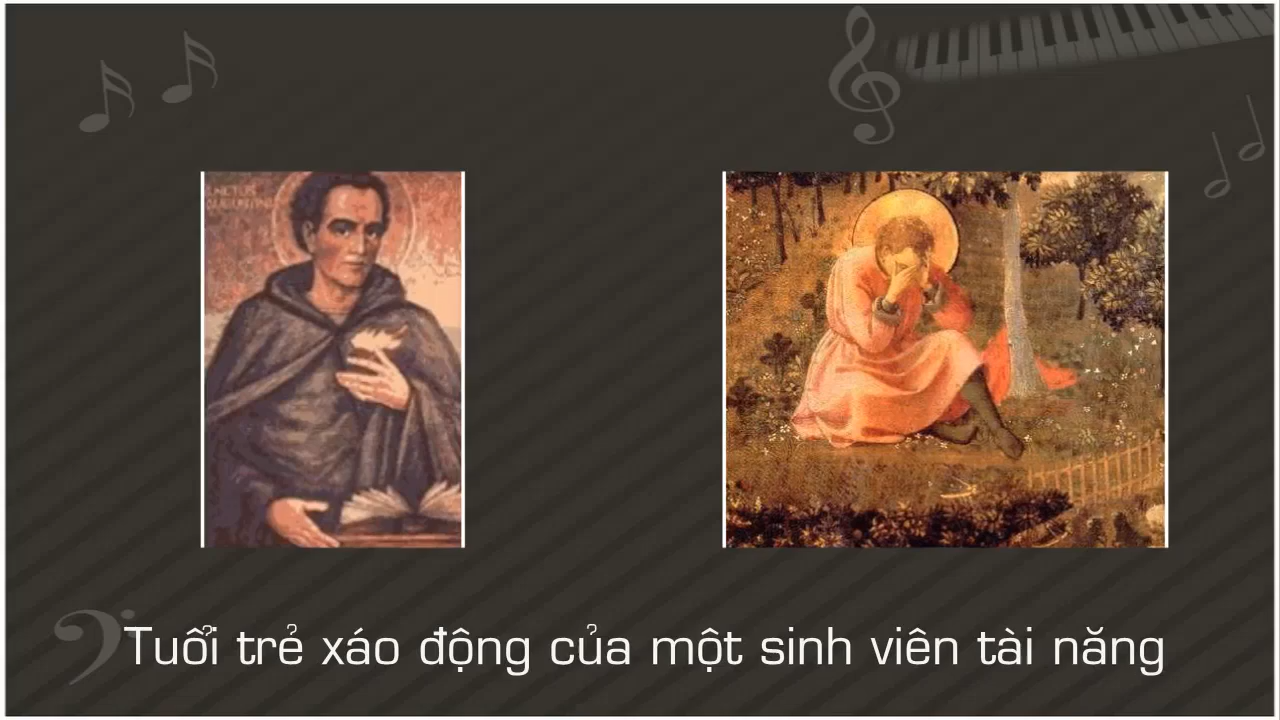 Tuổi trẻ xáo động của một sinh viên tài năng